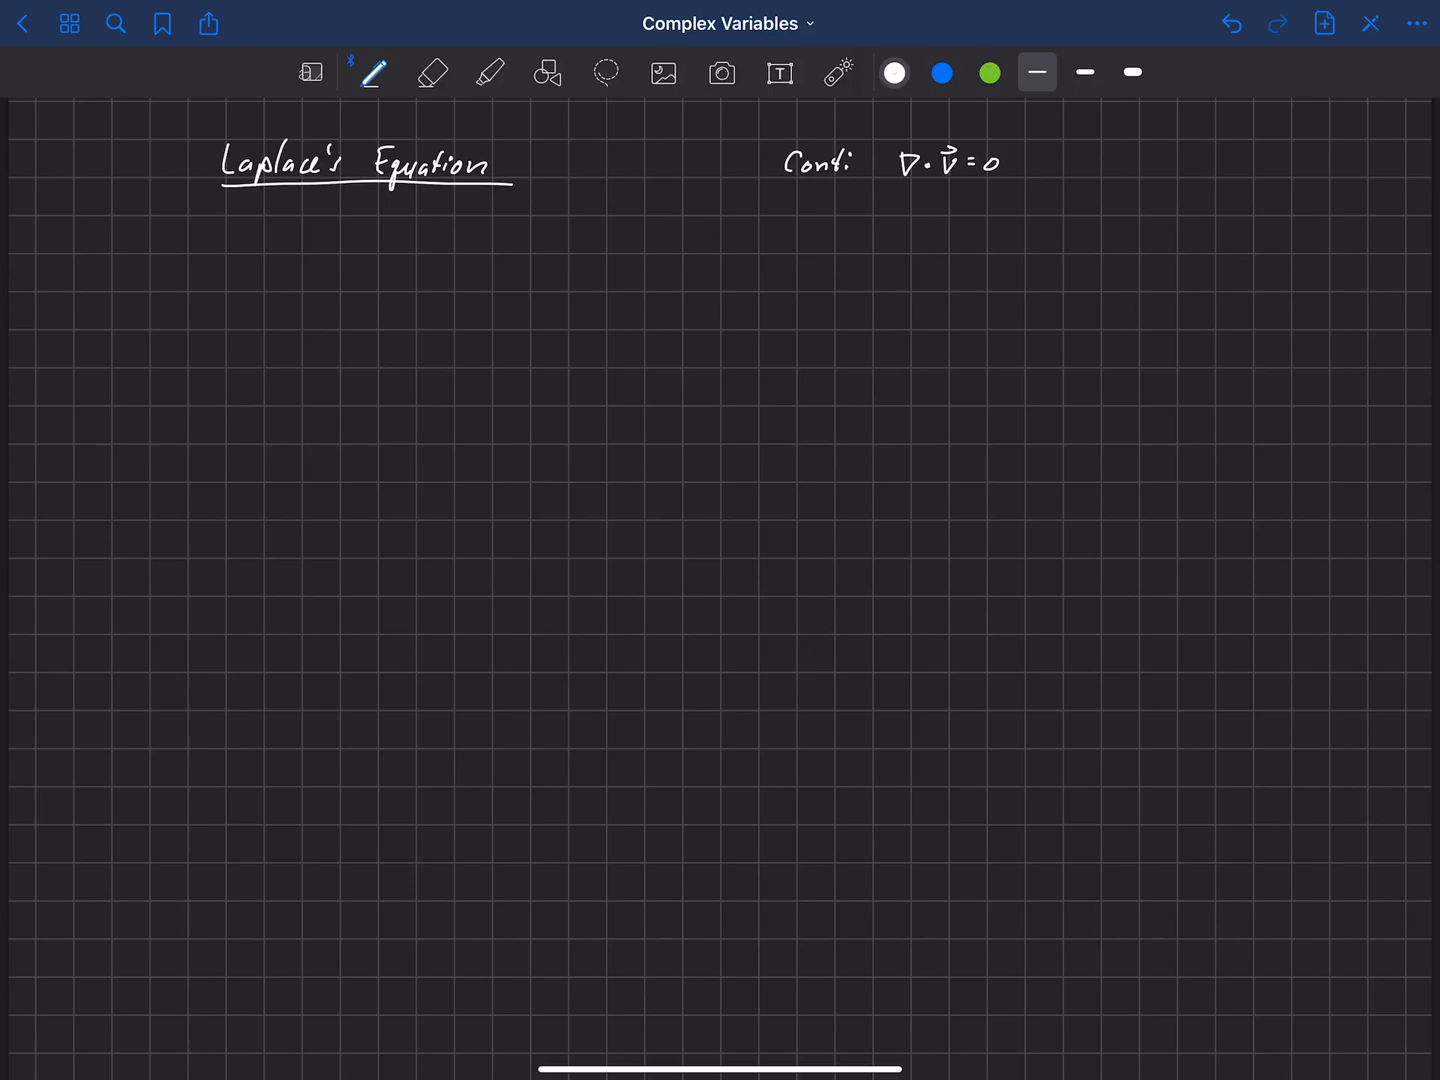 Complex Variables
T
Laplace's Equation
Cont: ∇ · v⃗ = 0